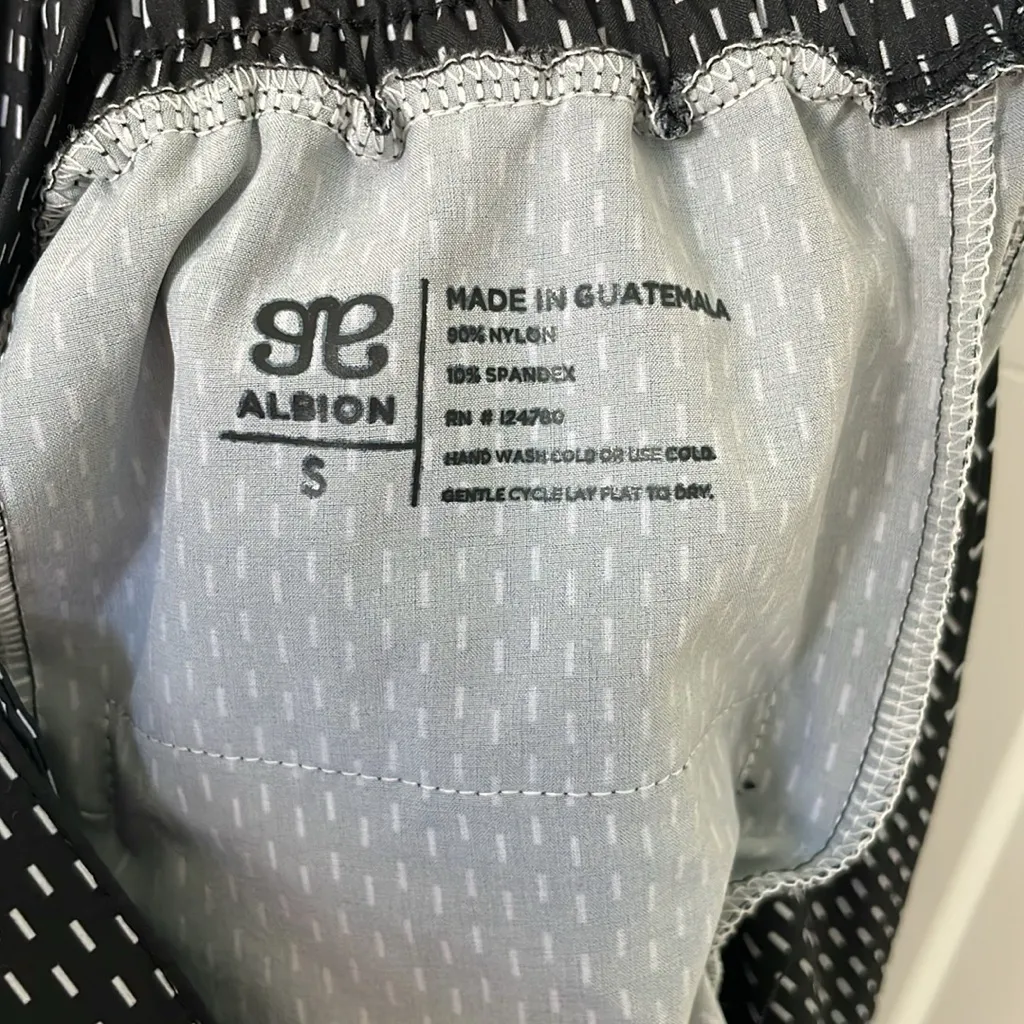 ALBION
S
MADE IN GUATEMALA
90% NYLON
10% SPANDEX
RN # 124780
HAND WASH COLD OR USE COLD.
GENTLE CYCLE LAY FLAT TO DRY.